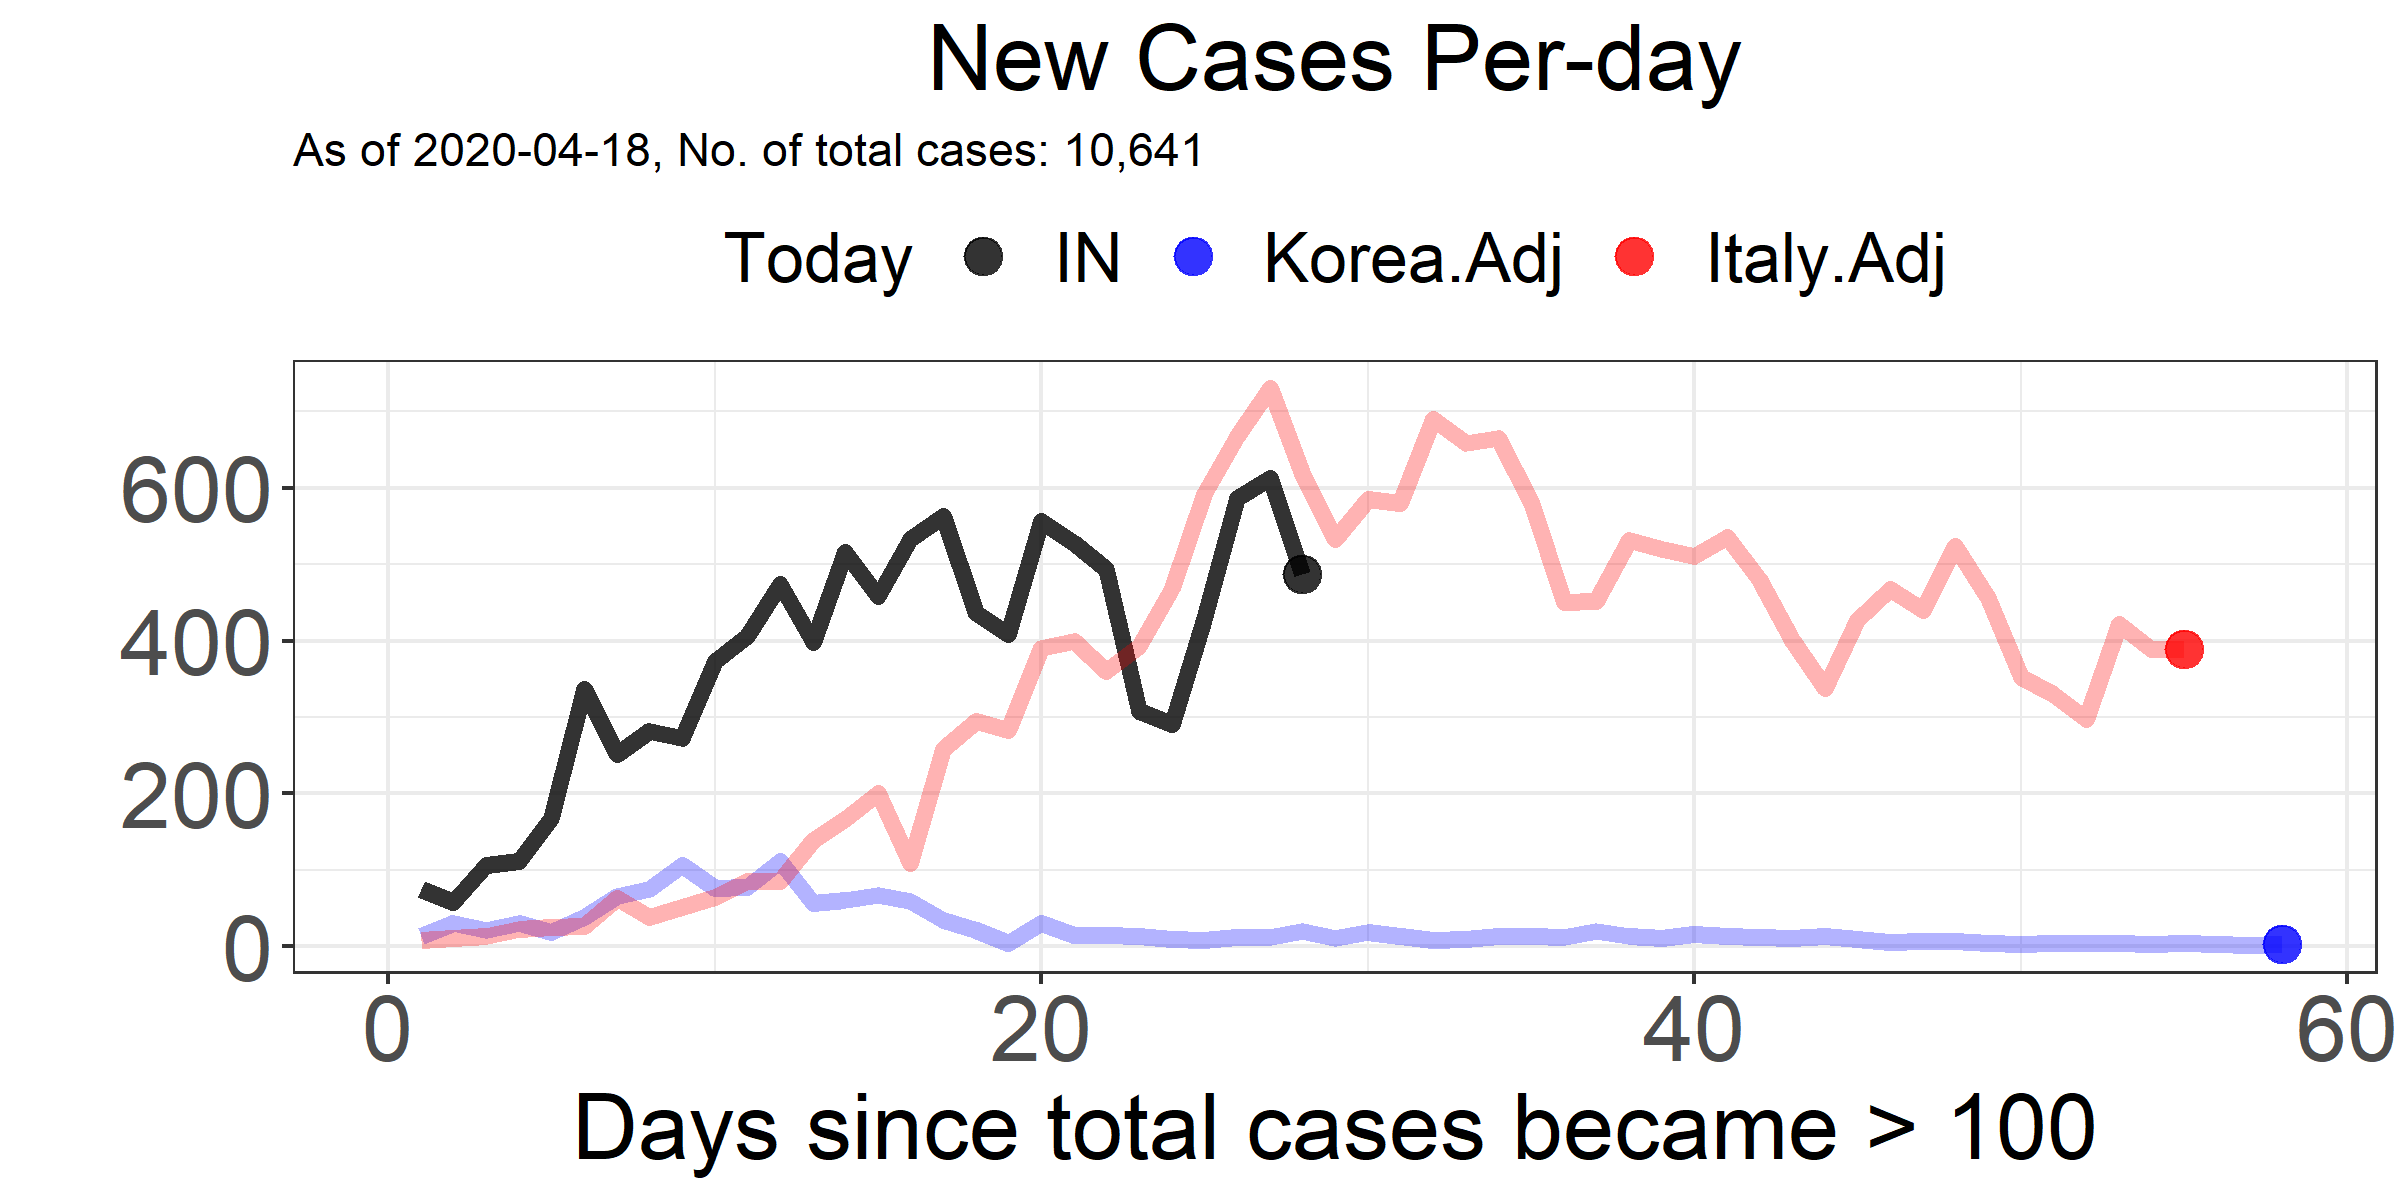 New Cases Per-day
As of 2020-04-18, No. of total cases: 10,641
Today IN Korea.Adj Italy.Adj
600
400
200
0
0 20 40 60
Days since total cases became > 100